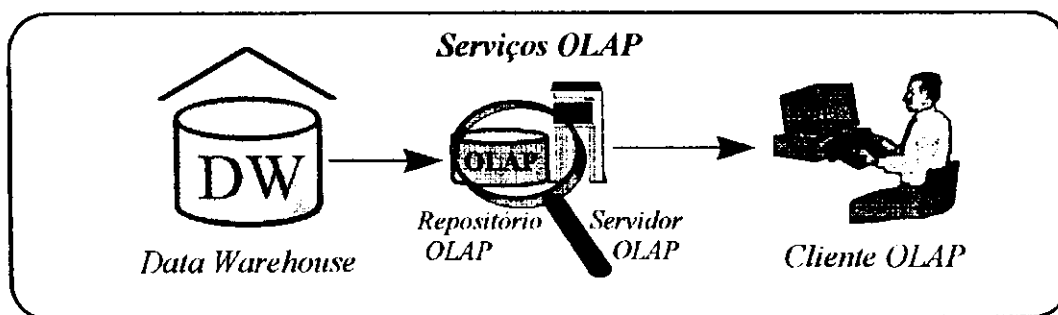 Serviços OLAP
DW
OLAP
Repositório
OLAP
Servidor
OLAP
Data Warehouse
Cliente OLAP